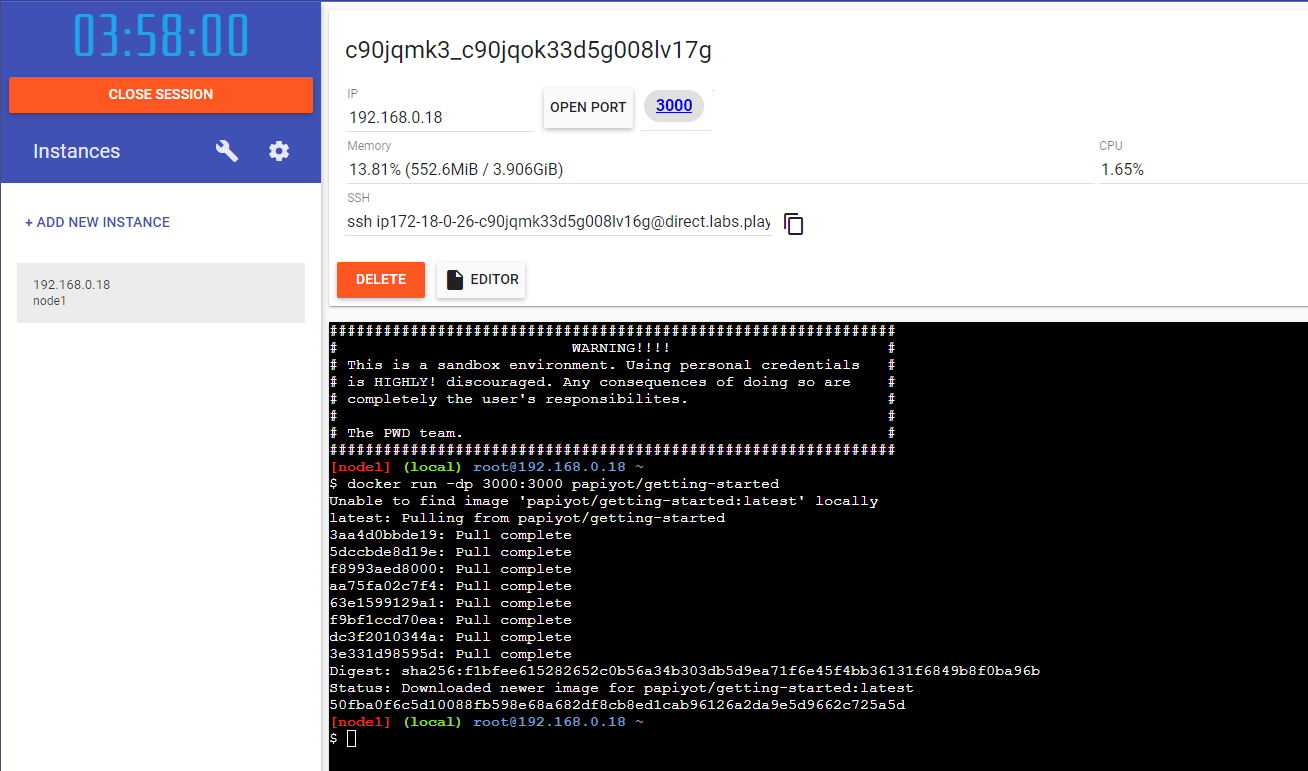 03:58:00
CLOSE SESSION
Instances
+ ADD NEW INSTANCE
192.168.0.18
node1
c90jqmk3_c90jqok33d5g008lv17g
IP
192.168.0.18
OPEN PORT
3000
Memory
13.81% (552.6MiB / 3.906GiB)
CPU
1.65%
SSH
ssh ip172-18-0-26-c90jqmk33d5g008lv16g@direct.labs.play
DELETE
EDITOR
###############################################################
# WARNING!!!! #
# This is a sandbox environment. Using personal credentials #
# is HIGHLY! discouraged. Any consequences of doing so are #
# completely the user's responsibilites. #
# #
# The PWD team. #
###############################################################
[node1] (local) root@192.168.0.18 ~
$ docker run -dp 3000:3000 papiyot/getting-started
Unable to find image 'papiyot/getting-started:latest' locally
latest: Pulling from papiyot/getting-started
3aa4d0bbde19: Pull complete
5dccbde8d19e: Pull complete
f8993aed8000: Pull complete
aa75fa02c7f4: Pull complete
63e1599129a1: Pull complete
f9bf1ccd70ea: Pull complete
dc3f2010344a: Pull complete
3e331d98595d: Pull complete
Digest: sha256:f1bfee615282652c0b56a34b303db5d9ea71f6e45f4bb36131f6849b8f0ba96b
Status: Downloaded newer image for papiyot/getting-started:latest
50fba0f6c5d10088fb598e68a682df8cb8ed1cab96126a2da9e5d9662c725a5d
[node1] (local) root@192.168.0.18 ~
$